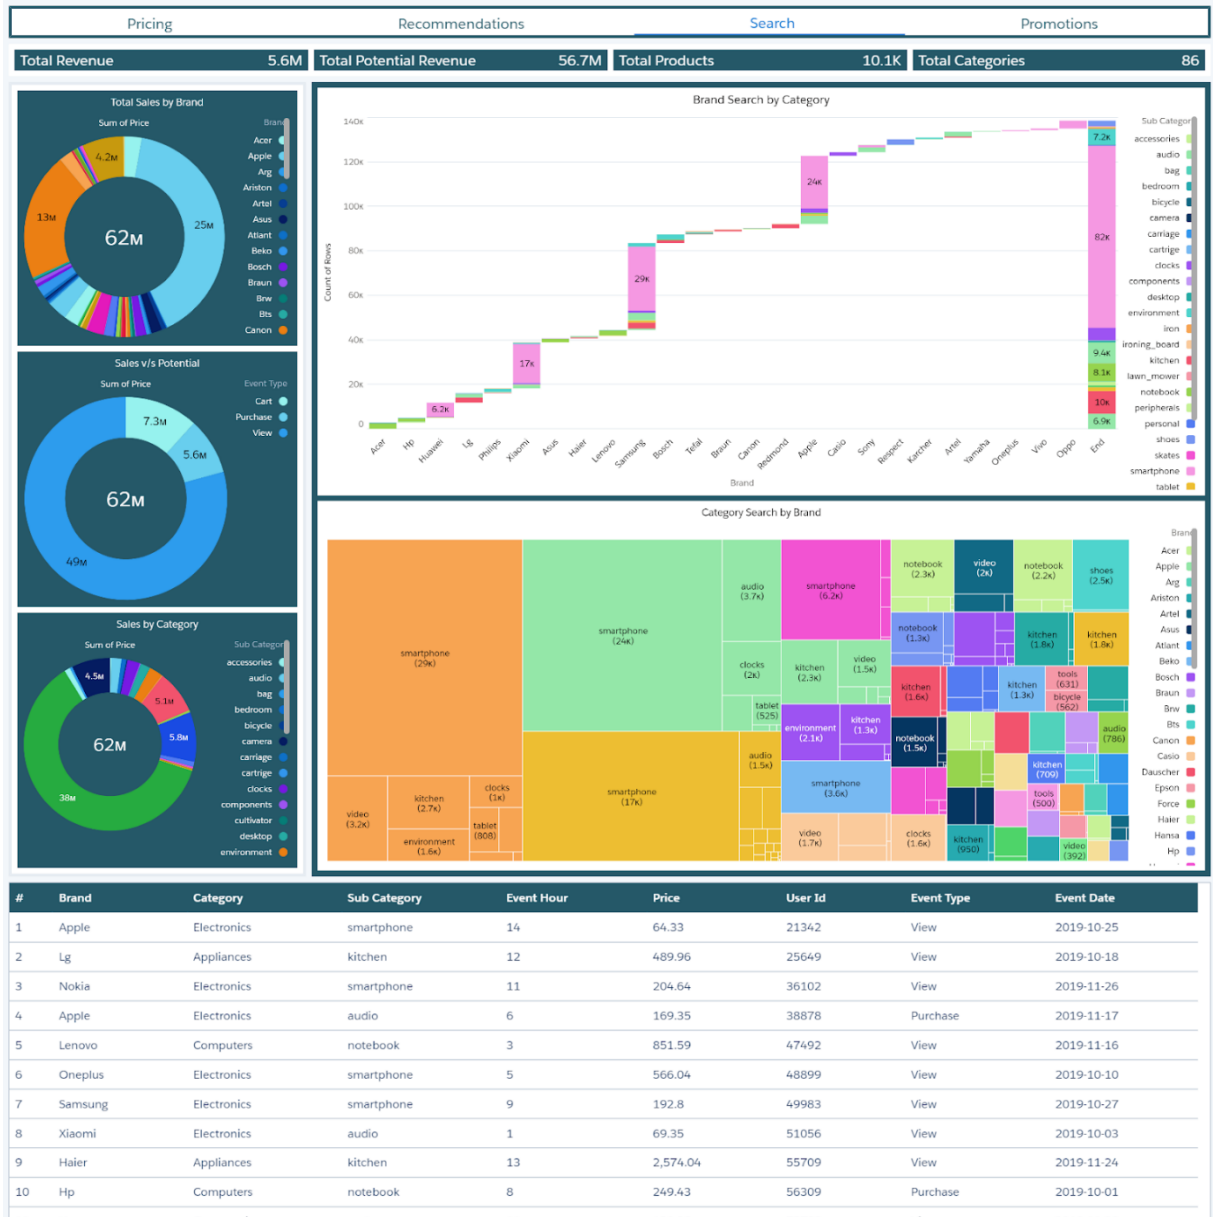 Pricing Recommendations Search Promotions
Total Revenue 5.6M Total Potential Revenue 56.7M Total Products 10.1K Total Categories 86
Total Sales by Brand
Sum of Price
Brand
Acer
Apple
Arg
Ariston
Artel
Asus
Atlant
Beko
Bosch
Braun
Brw
Bts
Canon
4.2M
25M
13M
62M
Sales v/s Potential
Sum of Price
Event Type
Cart
Purchase
View
7.3M
5.6M
62M
49M
Sales by Category
Sum of Price
Sub Categor
accessories
audio
bag
bedroom
bicycle
camera
carriage
cartrige
clocks
components
cultivator
desktop
environment
4.5M
5.1M
5.8M
62M
38M
Brand Search by Category
Count of Rows
140K
120K
100K
80K
60K
40K
20K
0
6.2K
17K
29K
24K
7.2K
82K
9.4K
8.1K
10K
6.9K
Acer Hp Huawei Lg Philips Xiaomi Asus Haier Lenovo Samsung Bosch Tefal Braun Canon Redmond Apple Casio Sony Respect Karcher Artel Yamaha Oneplus Vivo Oppo End
Brand
Sub Categor
accessories
audio
bag
bedroom
bicycle
camera
carriage
cartrige
clocks
components
desktop
environment
iron
ironing_board
kitchen
lawn_mower
notebook
peripherals
personal
shoes
skates
smartphone
tablet
Category Search by Brand
smartphone
(29K)
video
(3.2K)
kitchen
(2.7K)
environment
(1.6K)
clocks
(1K)
tablet
(808)
smartphone
(24K)
audio
(3.7K)
clocks
(2K)
tablet
(525)
smartphone
(17K)
audio
(1.5K)
smartphone
(6.2K)
kitchen
(2.3K)
video
(1.5K)
environment
(2.1K)
kitchen
(1.3K)
smartphone
(3.6K)
video
(1.7K)
notebook
(2.3K)
notebook
(1.3K)
kitchen
(1.6K)
notebook
(1.5K)
clocks
(1.6K)
video
(2K)
notebook
(2.2K)
shoes
(2.5K)
kitchen
(1.8K)
kitchen
(1.8K)
kitchen
(1.3K)
tools
(631)
bicycle
(562)
audio
(786)
kitchen
(709)
tools
(500)
kitchen
(950)
video
(392)
Brand
Acer
Apple
Arg
Ariston
Artel
Asus
Atlant
Beko
Bosch
Braun
Brw
Bts
Canon
Casio
Dauscher
Epson
Force
Haier
Hansa
Hp
# Brand Category Sub Category Event Hour Price User Id Event Type Event Date
1 Apple Electronics smartphone 14 64.33 21342 View 2019-10-25
2 Lg Appliances kitchen 12 489.96 25649 View 2019-10-18
3 Nokia Electronics smartphone 11 204.64 36102 View 2019-11-26
4 Apple Electronics audio 6 169.35 38878 Purchase 2019-11-17
5 Lenovo Computers notebook 3 851.59 47492 View 2019-11-16
6 Oneplus Electronics smartphone 5 566.04 48899 View 2019-10-10
7 Samsung Electronics smartphone 9 192.8 49983 View 2019-10-27
8 Xiaomi Electronics audio 1 69.35 51056 View 2019-10-03
9 Haier Appliances kitchen 13 2,574.04 55709 View 2019-11-24
10 Hp Computers notebook 8 249.43 56309 Purchase 2019-10-01